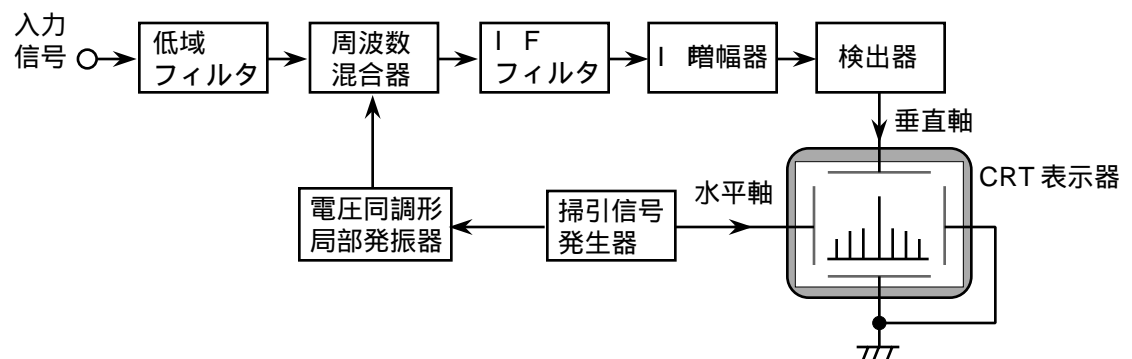 入力
信号
低域
フィルタ
周波数
混合器
I F
フィルタ
I F増幅器
検出器
垂直軸
CRT 表示器
水平軸
電圧同調形
局部発振器
掃引信号
発生器